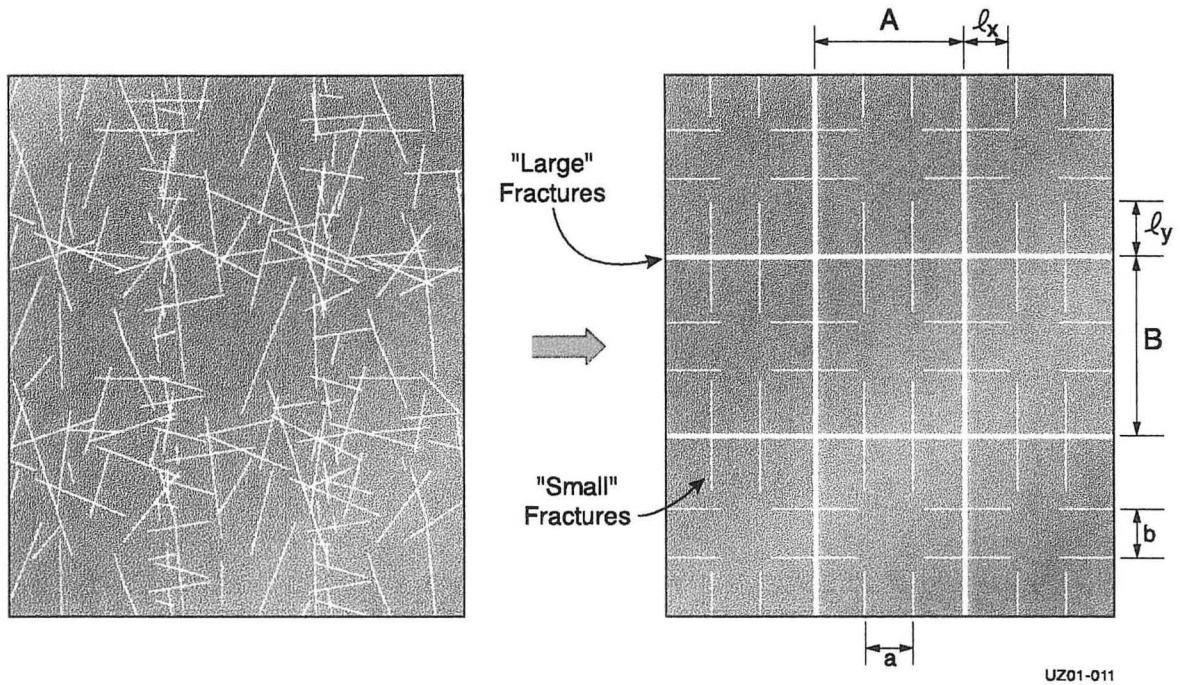 A
ℓx
"Large"
Fractures
ℓy
B
"Small"
Fractures
b
a
UZ01-011